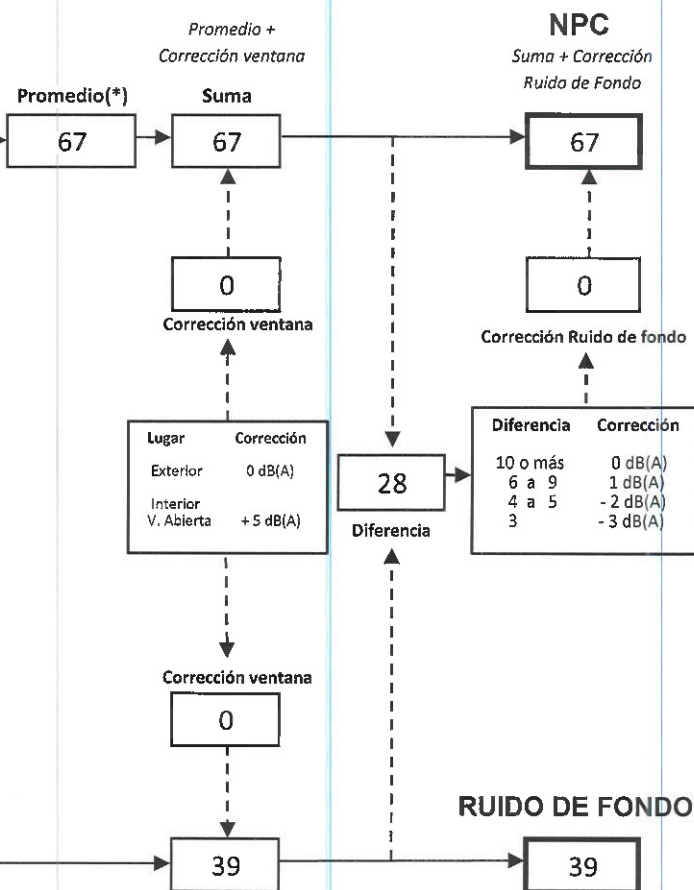 Promedio +
Corrección ventana
NPC
Suma + Corrección
Ruido de Fondo
Promedio(*)
Suma
67
67
67
0
0
Corrección ventana
Corrección Ruido de fondo
Lugar Corrección
Exterior 0 dB(A)
Interior
V. Abierta + 5 dB(A)
28
Diferencia
Diferencia Corrección
10 o más 0 dB(A)
6 a 9 1 dB(A)
4 a 5 - 2 dB(A)
3 - 3 dB(A)
Corrección ventana
0
RUIDO DE FONDO
39
39